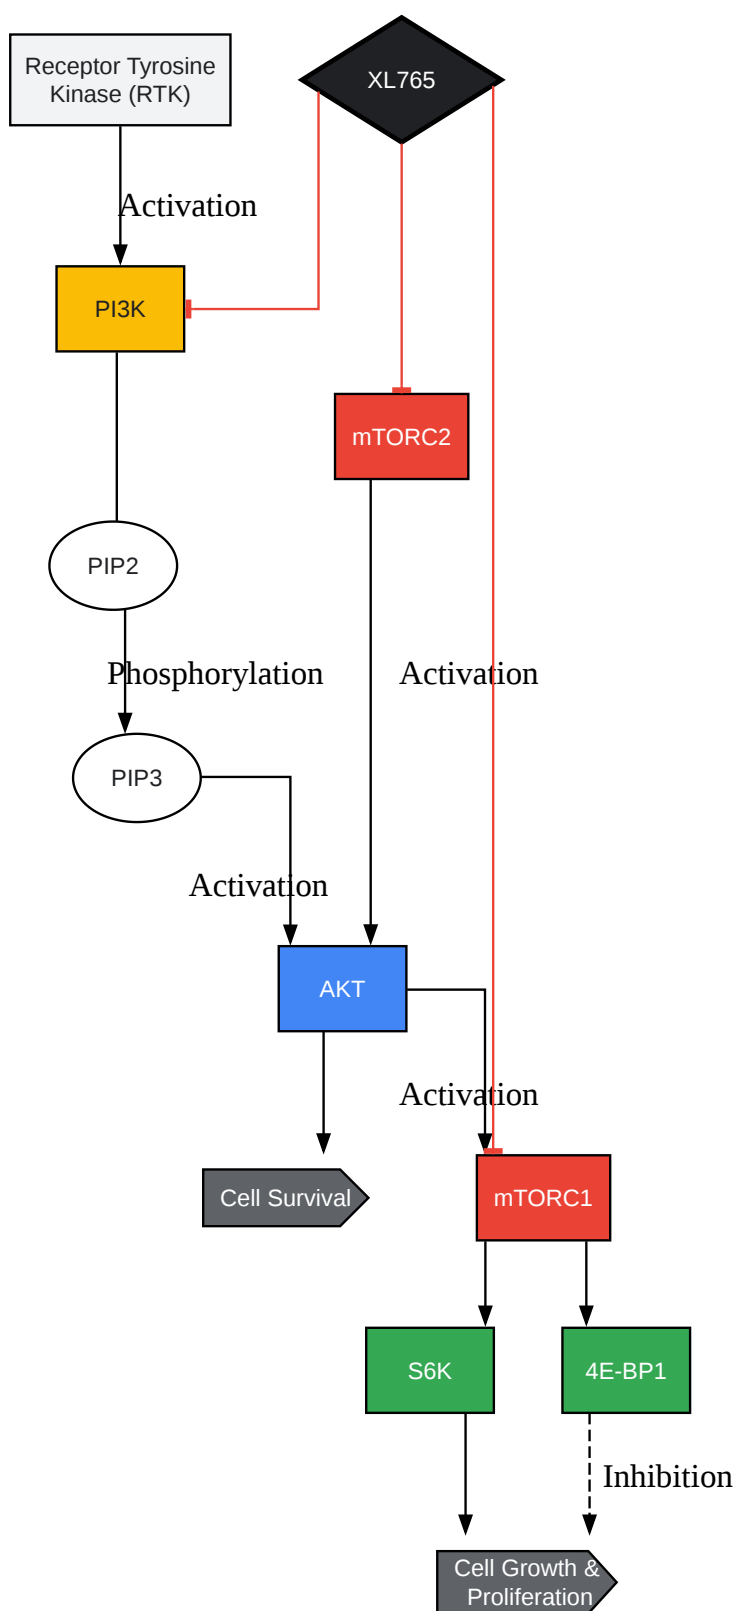 Receptor Tyrosine
Kinase (RTK)
XL765
Activation
PI3K
mTORC2
PIP2
Phosphorylation
Activation
PIP3
Activation
AKT
Activation
Cell Survival
mTORC1
S6K
4E-BP1
Inhibition
Cell Growth &
Proliferation